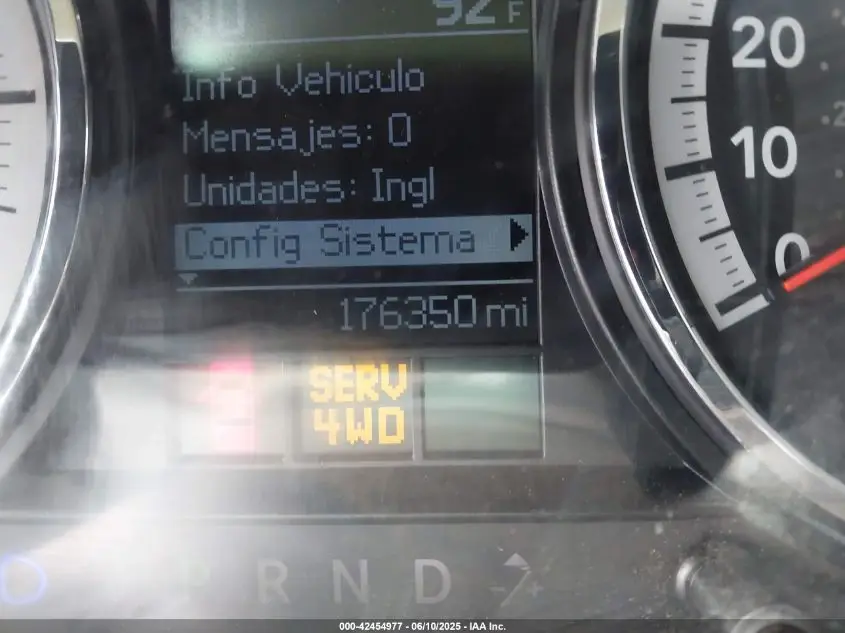 92 F
Info Vehiculo
Mensajes: 0
Unidades: Ingl
Config Sistema
176350 mi
SERV
4WD
P R N D
20
10
0
000-42454977 - 06/10/2025 - IAA Inc.